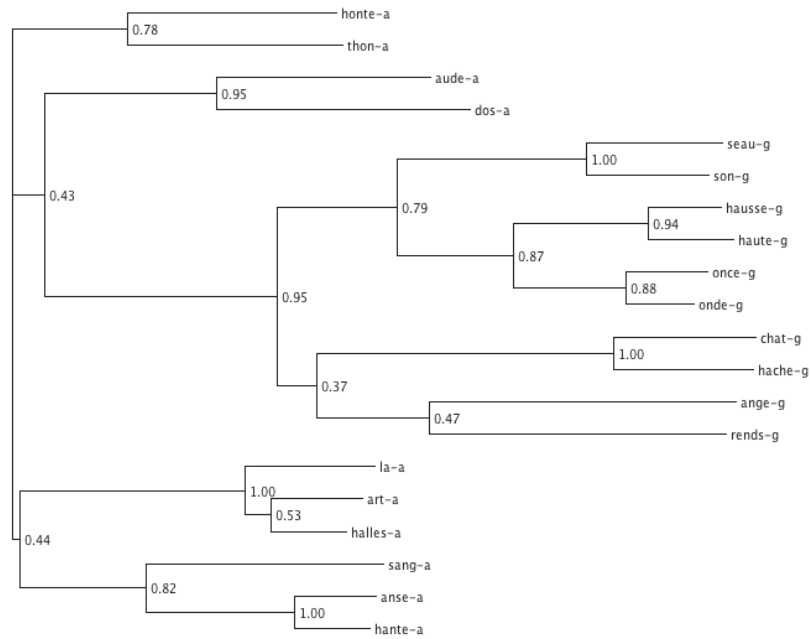 honte-a
0.78
thon-a
aude-a
0.95
dos-a
seau-g
1.00
son-g
0.43
hausse-g
0.79
0.94
haute-g
0.87
once-g
0.88
0.95
onde-g
chat-g
1.00
hache-g
0.37
ange-g
0.47
rends-g
la-a
1.00
art-a
0.53
halles-a
0.44
sang-a
0.82
anse-a
1.00
hante-a